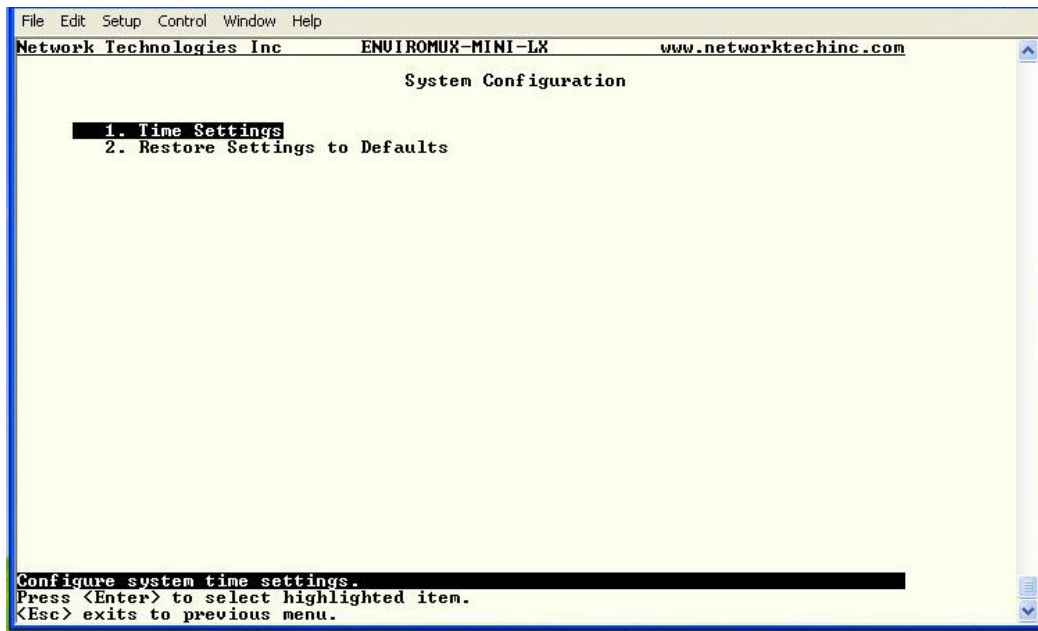 File Edit Setup Control Window Help
Network Technologies Inc ENVIROMUX-MINI-LX www.networktechinc.com
System Configuration
1. Time Settings
2. Restore Settings to Defaults
Configure system time settings.
Press <Enter> to select highlighted item.
<Esc> exits to previous menu.